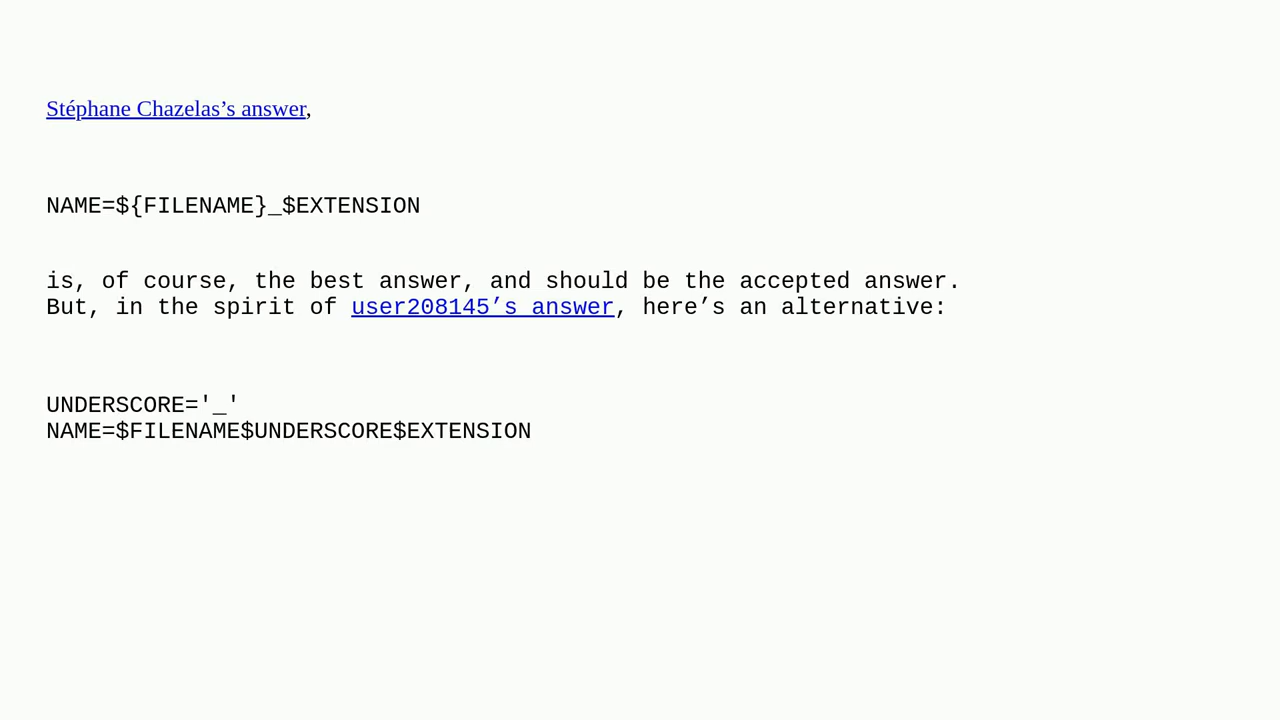 Stéphane Chazelas’s answer,
NAME=${FILENAME}_$EXTENSION
is, of course, the best answer, and should be the accepted answer.
But, in the spirit of user208145’s answer, here’s an alternative:
UNDERSCORE='_'
NAME=$FILENAME$UNDERSCORE$EXTENSION